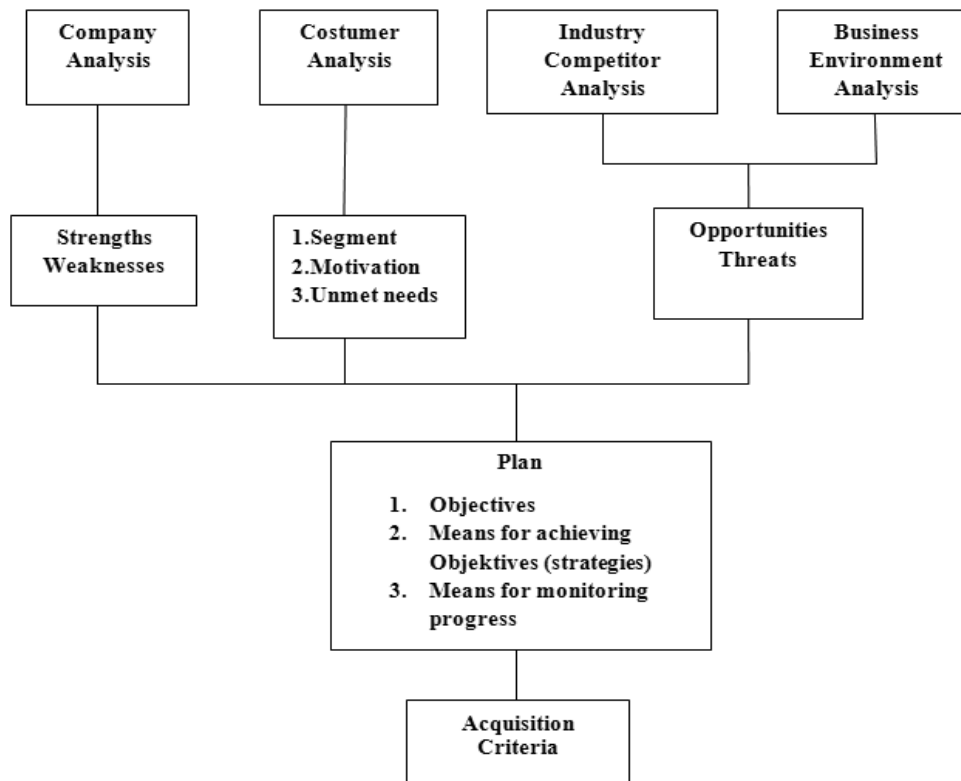 Company
Analysis
Costumer
Analysis
Industry
Competitor
Analysis
Business
Environment
Analysis
Strengths
Weaknesses
1.Segment
2.Motivation
3.Unmet needs
Opportunities
Threats
Plan
1. Objectives
2. Means for achieving
Objektives (strategies)
3. Means for monitoring
progress
Acquisition
Criteria